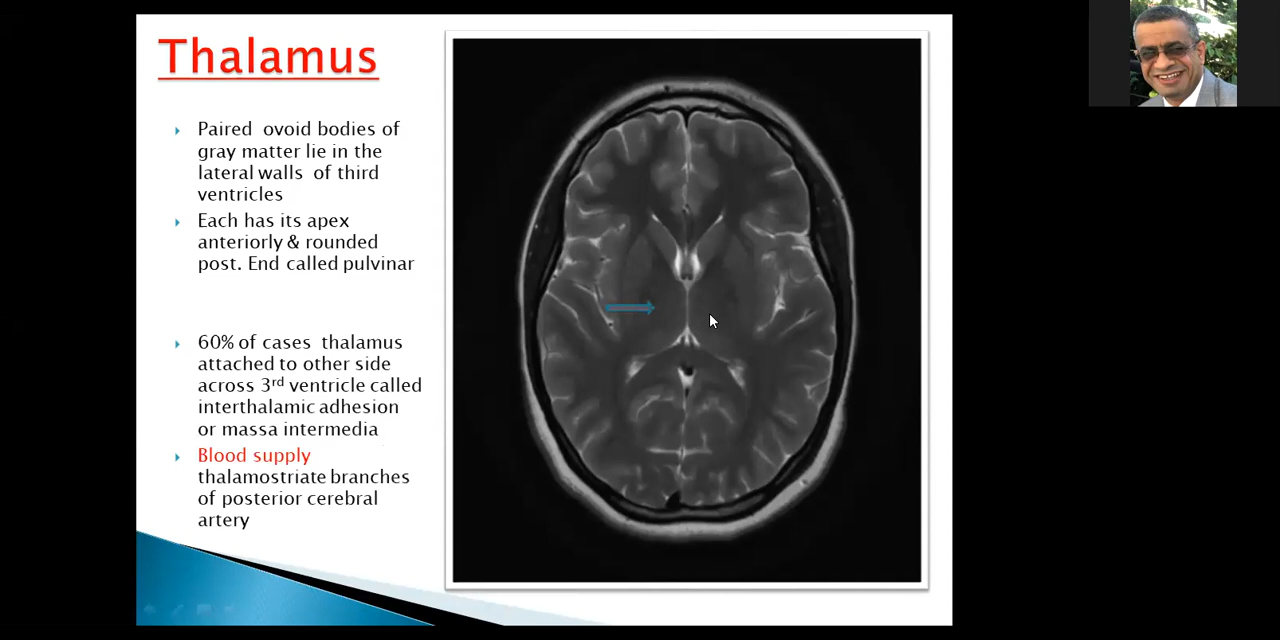 Thalamus
Paired ovoid bodies of
gray matter lie in the
lateral walls of third
ventricles
Each has its apex
anteriorly & rounded
post. End called pulvinar
60% of cases thalamus
attached to other side
across 3rd ventricle called
interthalamic adhesion
or massa intermedia
Blood supply
thalamostriate branches
of posterior cerebral
artery